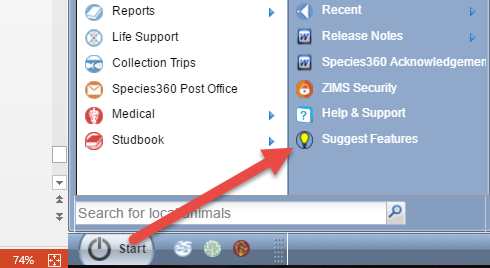 Reports
Life Support
Collection Trips
Species360 Post Office
Medical
Studbook
Recent
Release Notes
Species360 Acknowledgemen
ZIMS Security
Help & Support
Suggest Features
Search for local animals
Start
74%